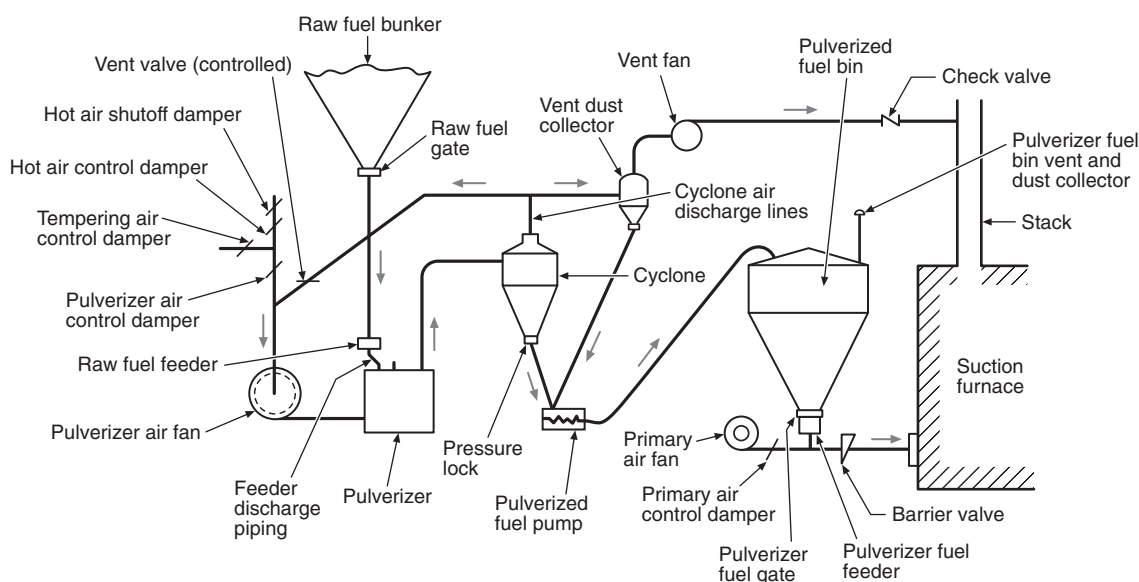 Raw fuel bunker
Vent valve (controlled)
Hot air shutoff damper
Hot air control damper
Tempering air
control damper
Pulverizer air
control damper
Raw fuel feeder
Pulverizer air fan
Feeder
discharge
piping
Pulverizer
Raw fuel
gate
Vent dust
collector
Vent fan
Cyclone air
discharge lines
Cyclone
Pressure
lock
Pulverized
fuel pump
Pulverized
fuel bin
Check valve
Pulverizer fuel
bin vent and
dust collector
Stack
Suction
furnace
Primary
air fan
Primary air
control damper
Barrier valve
Pulverizer
fuel gate
Pulverizer fuel
feeder